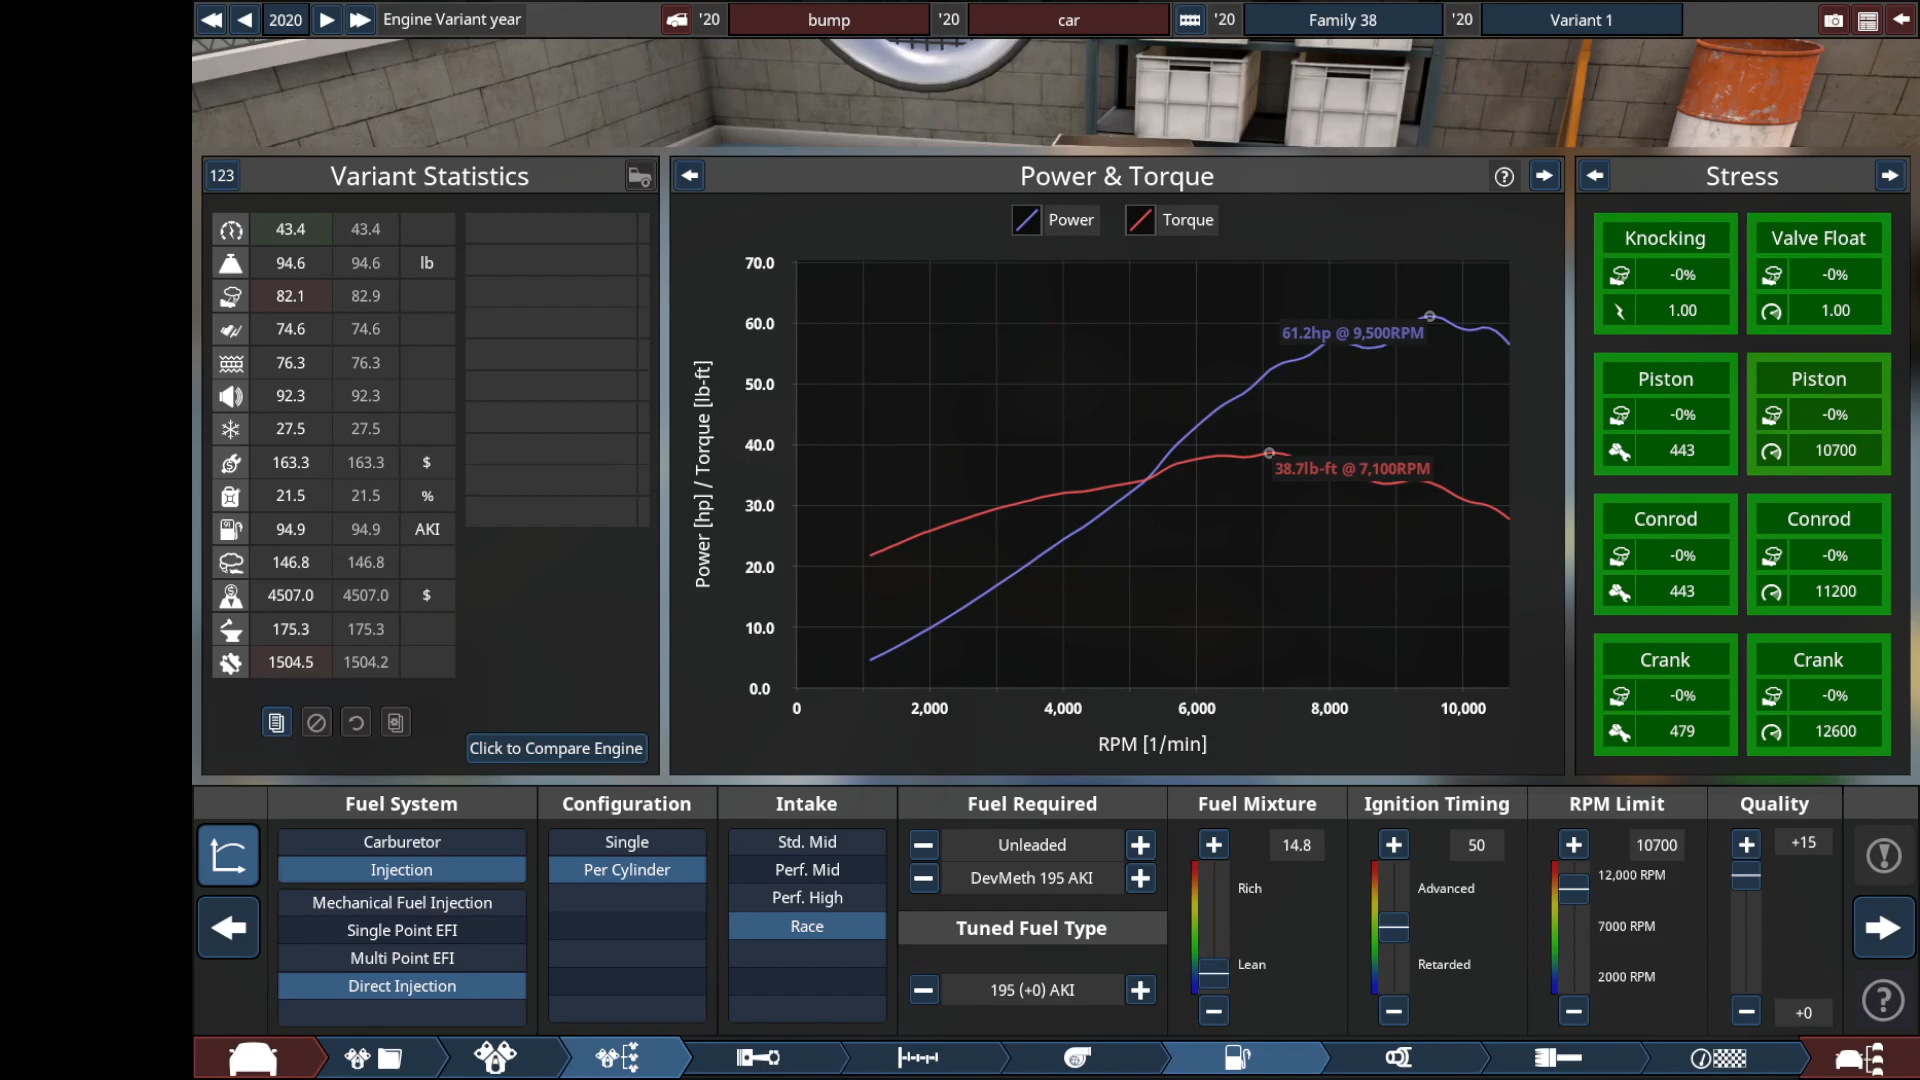 2020
Engine Variant year
'20
bump
'20
car
'20
Family 38
'20
Variant 1
123
Variant Statistics
43.4 43.4
94.6 94.6 lb
82.1 82.9
74.6 74.6
76.3 76.3
92.3 92.3
27.5 27.5
163.3 163.3 $
21.5 21.5 %
94.9 94.9 AKI
146.8 146.8
4507.0 4507.0 $
175.3 175.3
1504.5 1504.2
Click to Compare Engine
Power & Torque
Power
Torque
Power [hp] / Torque [lb-ft]
70.0
60.0
50.0
40.0
30.0
20.0
10.0
0.0
61.2hp @ 9,500RPM
38.7lb-ft @ 7,100RPM
0 2,000 4,000 6,000 8,000 10,000
RPM [1/min]
Stress
Knocking
-0%
1.00
Valve Float
-0%
1.00
Piston
-0%
443
Piston
-0%
10700
Conrod
-0%
443
Conrod
-0%
11200
Crank
-0%
479
Crank
-0%
12600
Fuel System
Carburetor
Injection
Mechanical Fuel Injection
Single Point EFI
Multi Point EFI
Direct Injection
Configuration
Single
Per Cylinder
Intake
Std. Mid
Perf. Mid
Perf. High
Race
Fuel Required
Unleaded
DevMeth 195 AKI
Tuned Fuel Type
195 (+0) AKI
Fuel Mixture
14.8
Rich
Lean
Ignition Timing
50
Advanced
Retarded
RPM Limit
10700
12,000 RPM
7000 RPM
2000 RPM
Quality
+15
+0